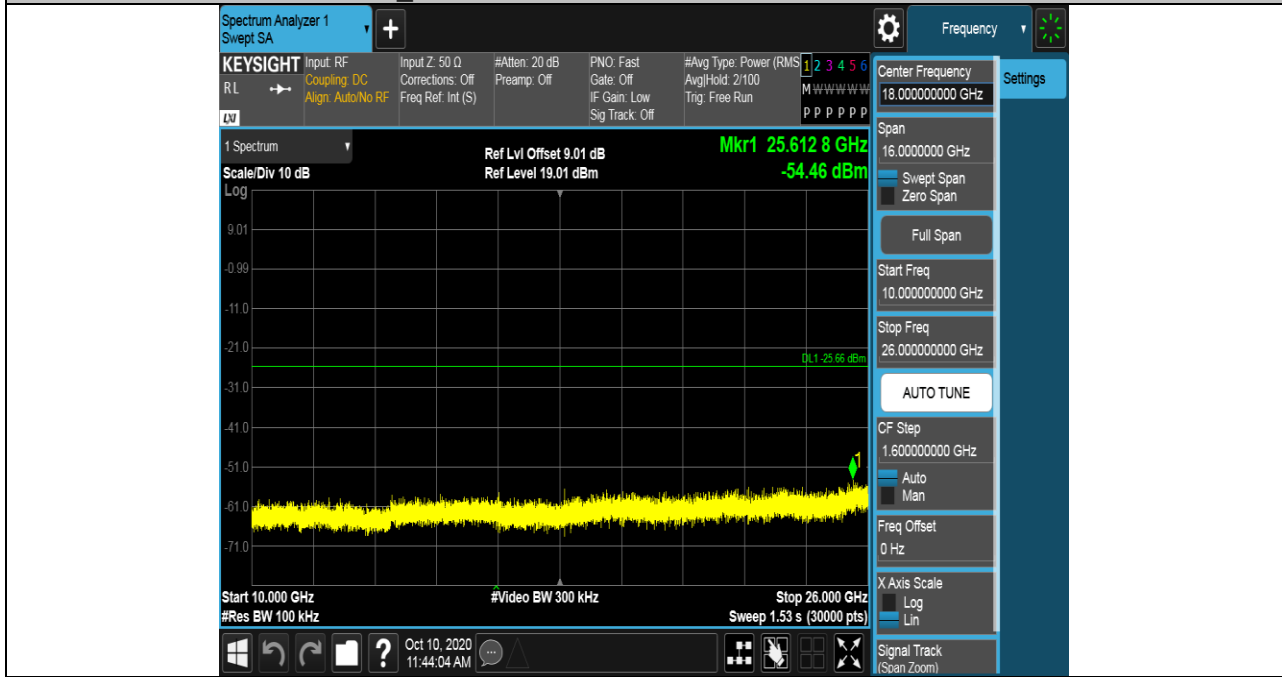 Spectrum Analyzer 1
Swept SA
+
Frequency
KEYSIGHT
RL
LXI
Input: RF
Coupling: DC
Align: Auto/No RF
Input Z: 50 Ω
Corrections: Off
Freq Ref: Int (S)
#Atten: 20 dB
Preamp: Off
PNO: Fast
Gate: Off
IF Gain: Low
Sig Track: Off
#Avg Type: Power (RMS
Avg|Hold: 2/100
Trig: Free Run
1 2 3 4 5 6
M W W W W W
P P P P P P
1 Spectrum
Scale/Div 10 dB
Log
Ref Lvl Offset 9.01 dB
Ref Level 19.01 dBm
Mkr1 25.612 8 GHz
-54.46 dBm
9.01
-0.99
-11.0
-21.0
DL1 -25.66 dBm
-31.0
-41.0
-51.0
1
-61.0
-71.0
Start 10.000 GHz
#Res BW 100 kHz
#Video BW 300 kHz
Stop 26.000 GHz
Sweep 1.53 s (30000 pts)
?
Oct 10, 2020
11:44:04 AM
Center Frequency
18.000000000 GHz
Settings
Span
16.0000000 GHz
Swept Span
Zero Span
Full Span
Start Freq
10.000000000 GHz
Stop Freq
26.000000000 GHz
AUTO TUNE
CF Step
1.600000000 GHz
Auto
Man
Freq Offset
0 Hz
X Axis Scale
Log
Lin
Signal Track
(Span Zoom)